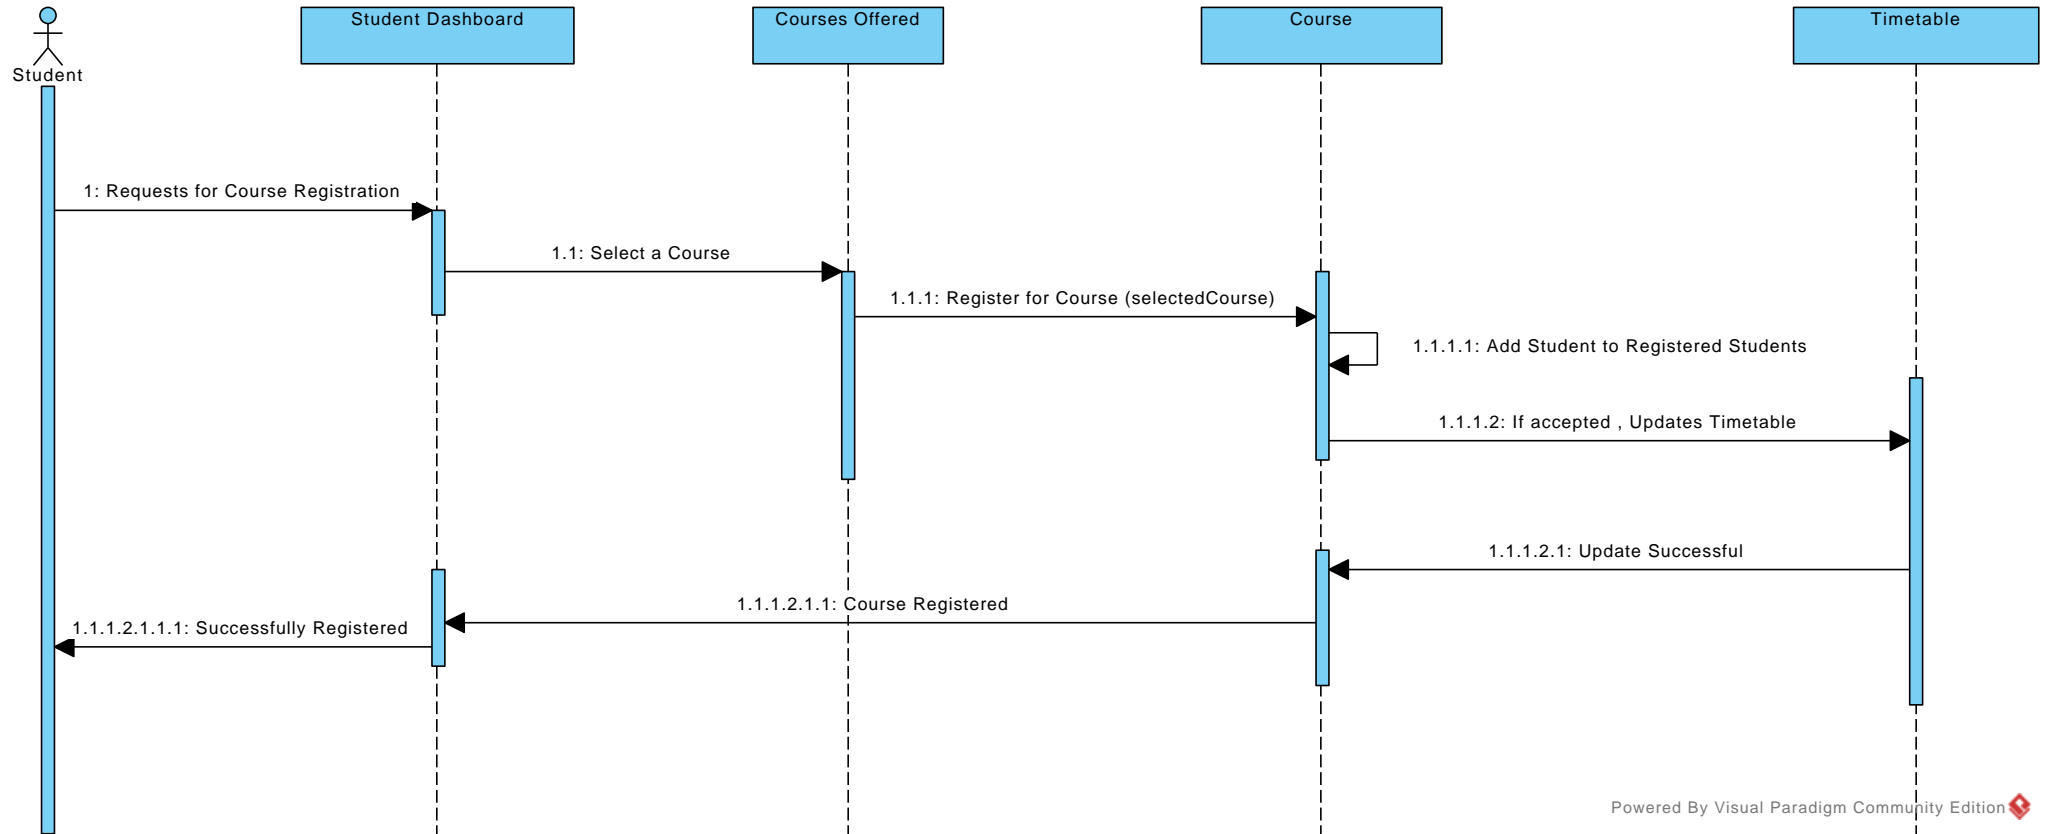 Student Dashboard
Courses Offered
Course
Timetable
Student
1: Requests for Course Registration
1.1: Select a Course
1.1.1: Register for Course (selectedCourse)
1.1.1.1: Add Student to Registered Students
1.1.1.2: If accepted , Updates Timetable
1.1.1.2.1: Update Successful
1.1.1.2.1.1: Course Registered
1.1.1.2.1.1.1: Successfully Registered
Powered By Visual Paradigm Community Edition